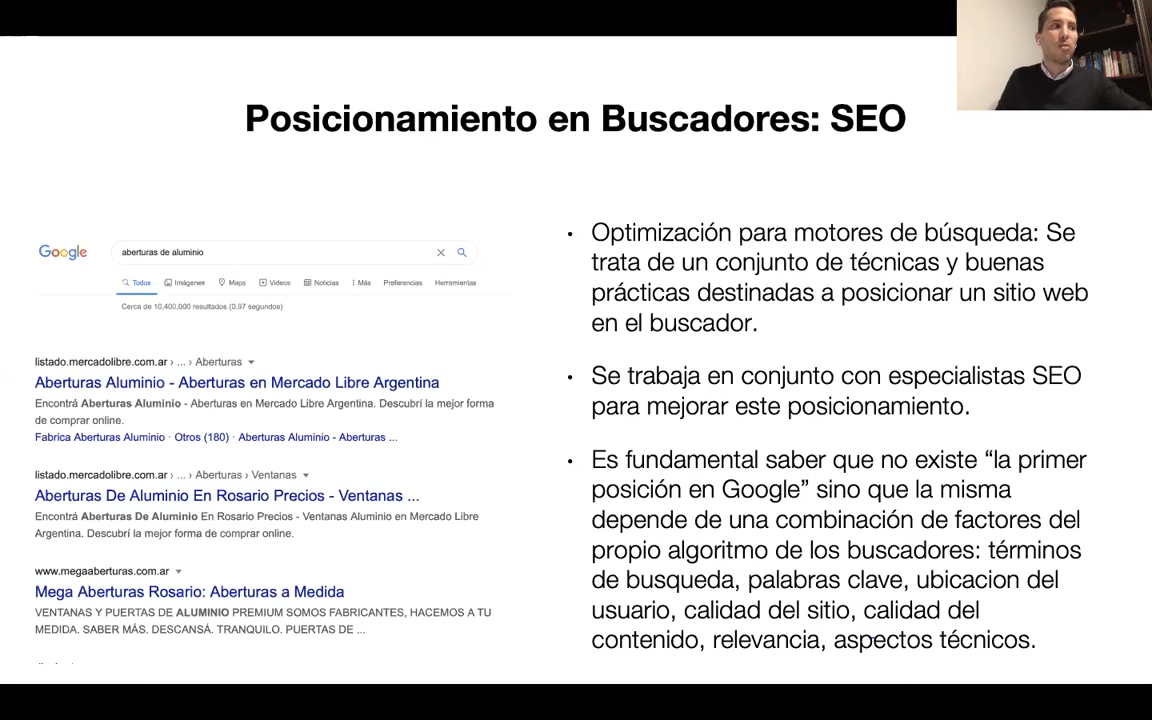 Posicionamiento en Buscadores: SEO
Google
aberturas de aluminio
Todos Imágenes Maps Videos Noticias Más Preferencias Herramientas
Cerca de 10,400,000 resultados (0.97 segundos)
listado.mercadolibre.com.ar › ... › Aberturas
Aberturas Aluminio - Aberturas en Mercado Libre Argentina
Encontrá Aberturas Aluminio - Aberturas en Mercado Libre Argentina. Descubrí la mejor forma
de comprar online.
Fabrica Aberturas Aluminio · Otros (180) · Aberturas Aluminio - Aberturas ...
listado.mercadolibre.com.ar › ... › Aberturas › Ventanas
Aberturas De Aluminio En Rosario Precios - Ventanas ...
Encontrá Aberturas De Aluminio En Rosario Precios - Ventanas Aluminio en Mercado Libre
Argentina. Descubrí la mejor forma de comprar online.
www.megaaberturas.com.ar
Mega Aberturas Rosario: Aberturas a Medida
VENTANAS Y PUERTAS DE ALUMINIO PREMIUM SOMOS FABRICANTES, HACEMOS A TU
MEDIDA. SABER MÁS. DESCANSÁ. TRANQUILO. PUERTAS DE ...
• Optimización para motores de búsqueda: Se
trata de un conjunto de técnicas y buenas
prácticas destinadas a posicionar un sitio web
en el buscador.
• Se trabaja en conjunto con especialistas SEO
para mejorar este posicionamiento.
• Es fundamental saber que no existe “la primer
posición en Google” sino que la misma
depende de una combinación de factores del
propio algoritmo de los buscadores: términos
de busqueda, palabras clave, ubicacion del
usuario, calidad del sitio, calidad del
contenido, relevancia, aspectos técnicos.